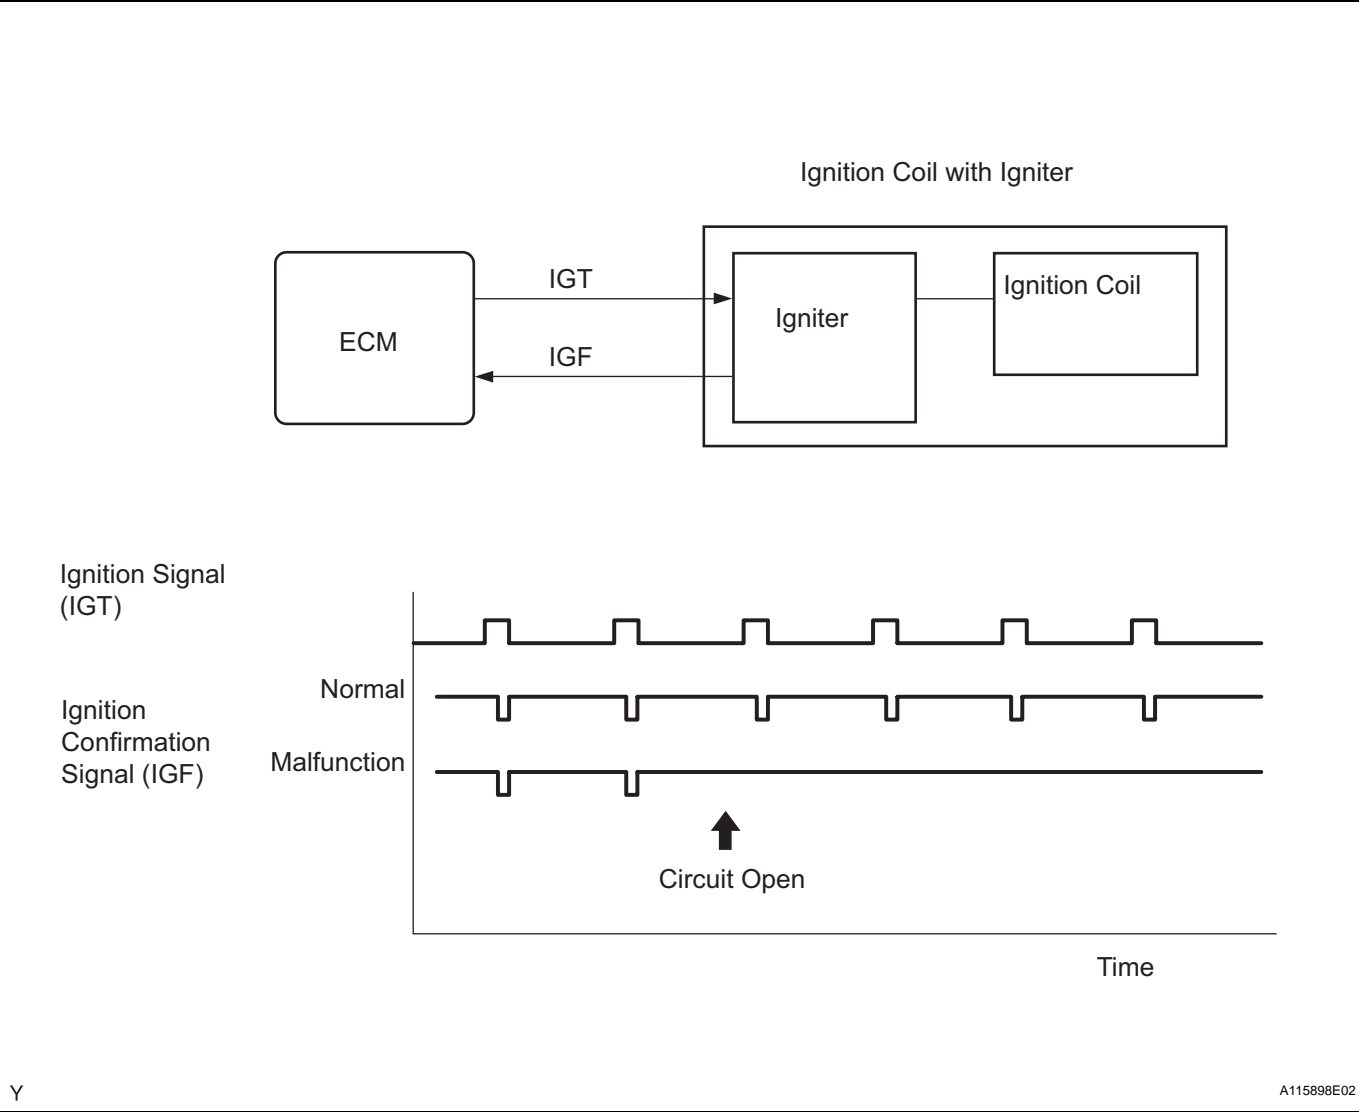 Ignition Coil with Igniter
IGT
Ignition Coil
Igniter
ECM
IGF
Ignition Signal
(IGT)
Normal
Ignition
Confirmation
Signal (IGF)
Malfunction
Circuit Open
Time
Y
A115898E02